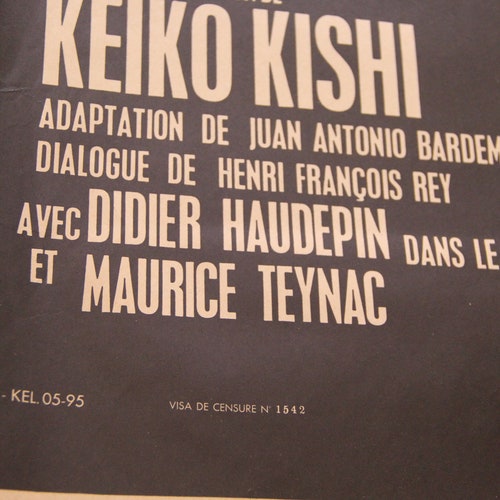 DE
KEIKO KISHI
ADAPTATION DE JUAN ANTONIO BARDEM
DIALOGUE DE HENRI FRANÇOIS REY
AVEC DIDIER HAUDEPIN DANS LE
ET MAURICE TEYNAC
- KEL. 05-95
VISA DE CENSURE N° 1542